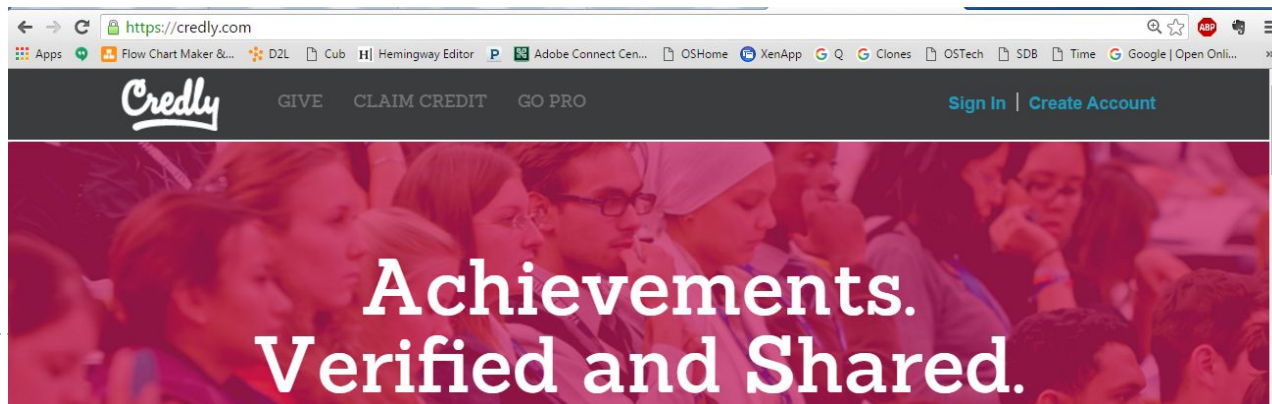 https://credly.com
ABP
Apps Flow Chart Maker &... D2L Cub H Hemingway Editor P Adobe Connect Cen... OSHome XenApp G Q G Clones OSTech SDB Time G Google | Open Onli... »
Credly GIVE CLAIM CREDIT GO PRO Sign In | Create Account
Achievements.
Verified and Shared.